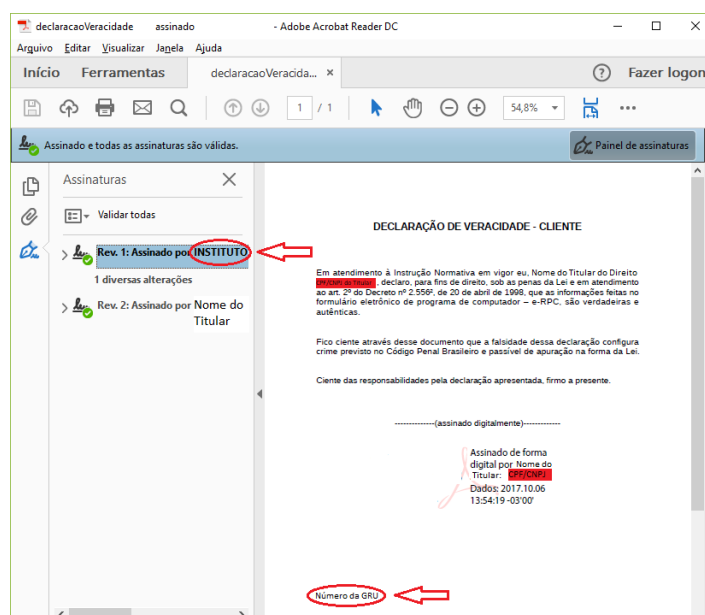 declaracaoVeracidade assinado - Adobe Acrobat Reader DC
Arquivo Editar Visualizar Janela Ajuda
Início Ferramentas declaracaoVeracida... × ? Fazer logon
1 / 1 54,8%
Assinado e todas as assinaturas são válidas. Painel de assinaturas
Assinaturas
Validar todas
Rev. 1: Assinado por INSTITUTO
1 diversas alterações
Rev. 2: Assinado por Nome do
Titular
DECLARAÇÃO DE VERACIDADE - CLIENTE
Em atendimento à Instrução Normativa em vigor eu, Nome do Titular do Direito
CPF/CNPJ do Titular , declaro, para fins de direito, sob as penas da Lei e em atendimento
ao art. 2º do Decreto nº 2.556², de 20 de abril de 1998, que as informações feitas no
formulário eletrônico de programa de computador – e-RPC, são verdadeiras e
autênticas.
Fico ciente através desse documento que a falsidade dessa declaração configura
crime previsto no Código Penal Brasileiro e passível de apuração na forma da Lei.
Ciente das responsabilidades pela declaração apresentada, firmo a presente.
-------------(assinado digitalmente)------------
Assinado de forma
digital por Nome do
Titular: CPF/CNPJ
Dados: 2017.10.06
13:54:19 -03'00'
Número da GRU